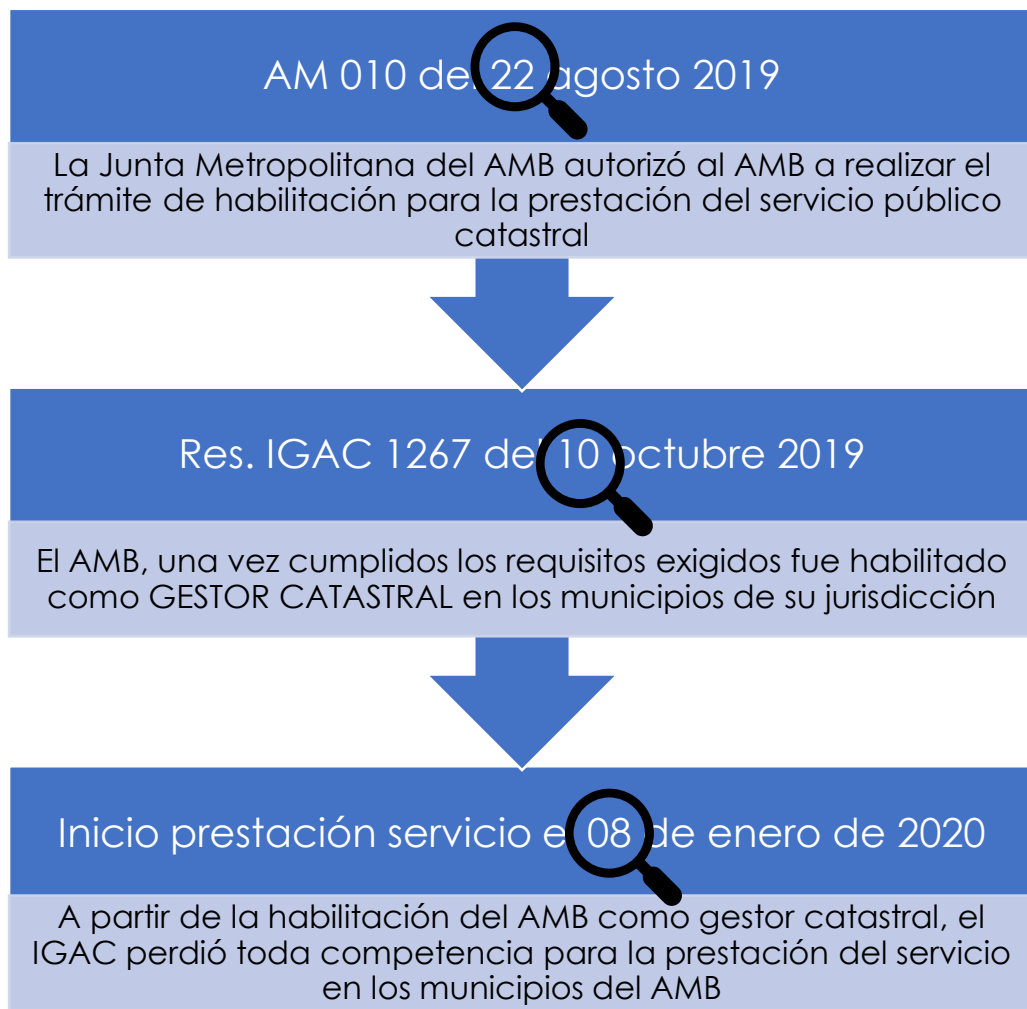 AM 010 del 22 agosto 2019
La Junta Metropolitana del AMB autorizó al AMB a realizar el
trámite de habilitación para la prestación del servicio público
catastral
Res. IGAC 1267 del 10 octubre 2019
El AMB, una vez cumplidos los requisitos exigidos fue habilitado
como GESTOR CATASTRAL en los municipios de su jurisdicción
Inicio prestación servicio el 08 de enero de 2020
A partir de la habilitación del AMB como gestor catastral, el
IGAC perdió toda competencia para la prestación del servicio
en los municipios del AMB